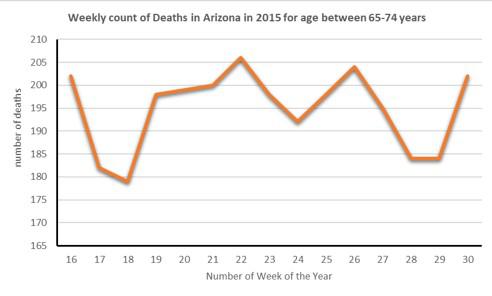 Weekly count of Deaths in Arizona in 2015 for age between 65-74 years
210
205
200
195
190
185
180
175
170
165
number of deaths
16 17 18 19 20 21 22 23 24 25 26 27 28 29 30
Number of Week of the Year